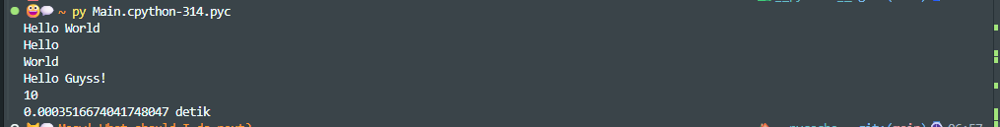 ~ py Main.cpython-314.pyc
Hello World
Hello
World
Hello Guyss!
10
0.0003516674041748047 detik